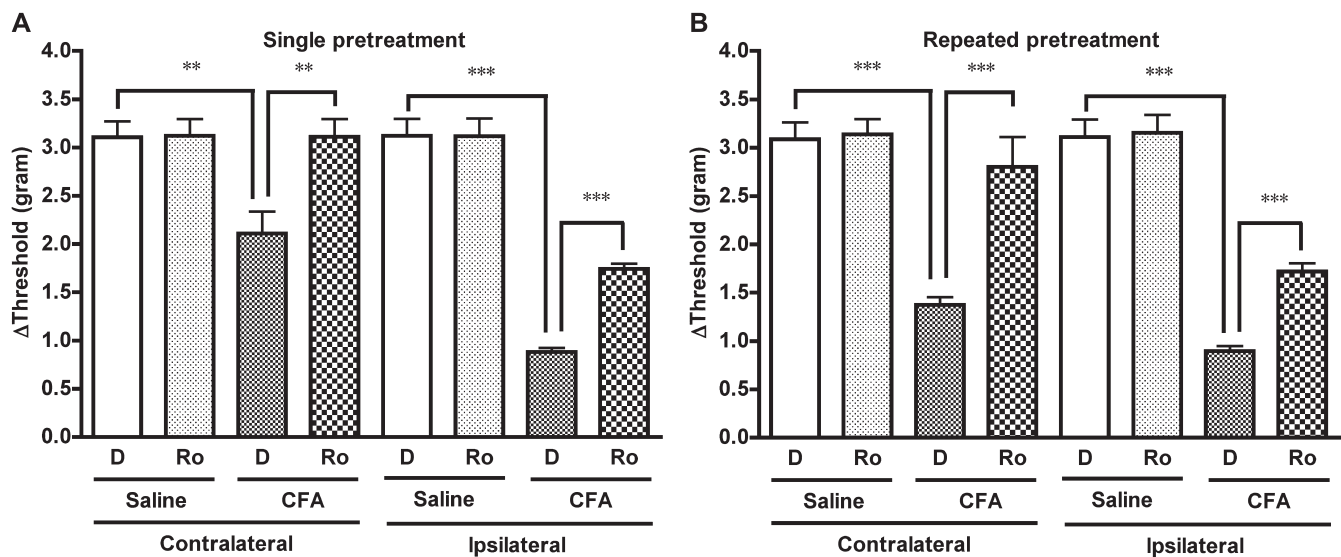 A
Single pretreatment
ΔThreshold (gram)
4.0
3.5
3.0
2.5
2.0
1.5
1.0
0.5
0.0
** ** ***
***
D Ro D Ro D Ro D Ro
Saline CFA Saline CFA
Contralateral Ipsilateral
B
Repeated pretreatment
ΔThreshold (gram)
4.0
3.5
3.0
2.5
2.0
1.5
1.0
0.5
0.0
*** *** ***
***
D Ro D Ro D Ro D Ro
Saline CFA Saline CFA
Contralateral Ipsilateral